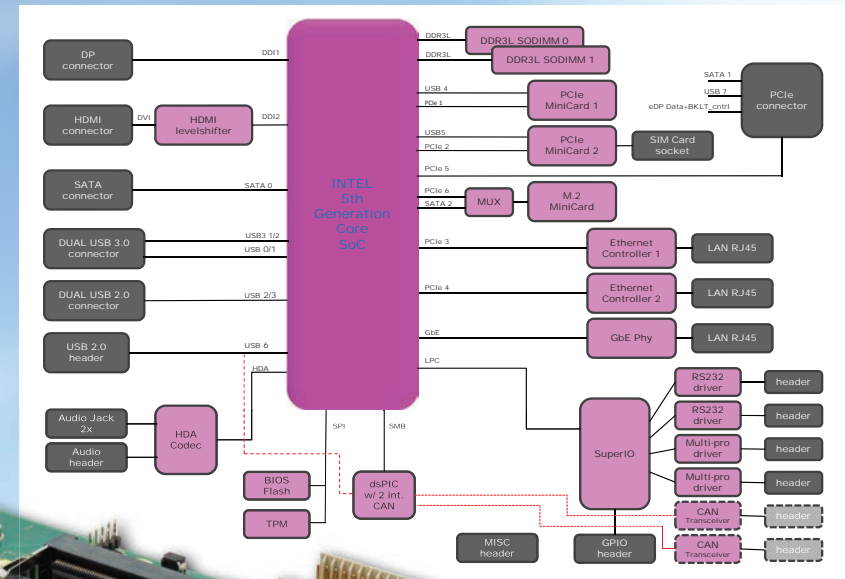 DP
connector
DDI1
HDMI
connector
DVI
HDMI
levelshifter
DDI2
SATA
connector
SATA 0
DUAL USB 3.0
connector
USB3 1/2
USB 0/1
DUAL USB 2.0
connector
USB 2/3
USB 2.0
header
USB 6
HDA
Audio Jack
2x
Audio
header
HDA
Codec
INTEL
5th
Generation
Core
SoC
SPI
SMB
BIOS
Flash
TPM
dsPIC
w/ 2 int.
CAN
DDR3L
DDR3L SODIMM 0
DDR3L
DDR3L SODIMM 1
USB 4
PCIe 1
PCIe
MiniCard 1
USB5
PCIe 2
PCIe
MiniCard 2
SIM Card
socket
SATA 1
USB 7
eDP Data+BKLT_cntrl
PCIe
connector
PCIe 5
PCIe 6
SATA 2
MUX
M.2
MiniCard
PCIe 3
Ethernet
Controller 1
LAN RJ45
PCIe 4
Ethernet
Controller 2
LAN RJ45
GbE
GbE Phy
LAN RJ45
LPC
SuperIO
RS232
driver
header
RS232
driver
header
Multi-pro
driver
header
Multi-pro
driver
header
CAN
Transceiver
header
CAN
Transceiver
header
MISC
header
GPIO
header